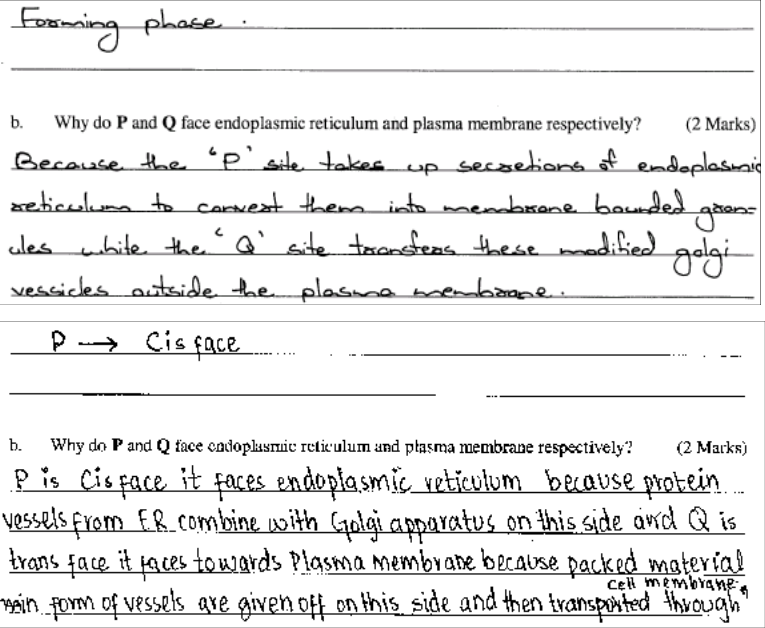 Forming phase.
b. Why do P and Q face endoplasmic reticulum and plasma membrane respectively? (2 Marks)
Because the 'P' site takes up secretions of endoplasmic
reticulum to convert them into membrane bounded gran-
ules while the 'Q' site transfers these modified golgi
vessicles outside the plasma membrane.
P → Cis face
b. Why do P and Q face endoplasmic reticulum and plasma membrane respectively? (2 Marks)
P is Cis face it faces endoplasmic reticulum because protein
vessels from ER combine with Golgi apparatus on this side and Q is
trans face it faces towards Plasma Membrane because packed material
cell membrane.
in form of vessels are given off on this side and then transported through